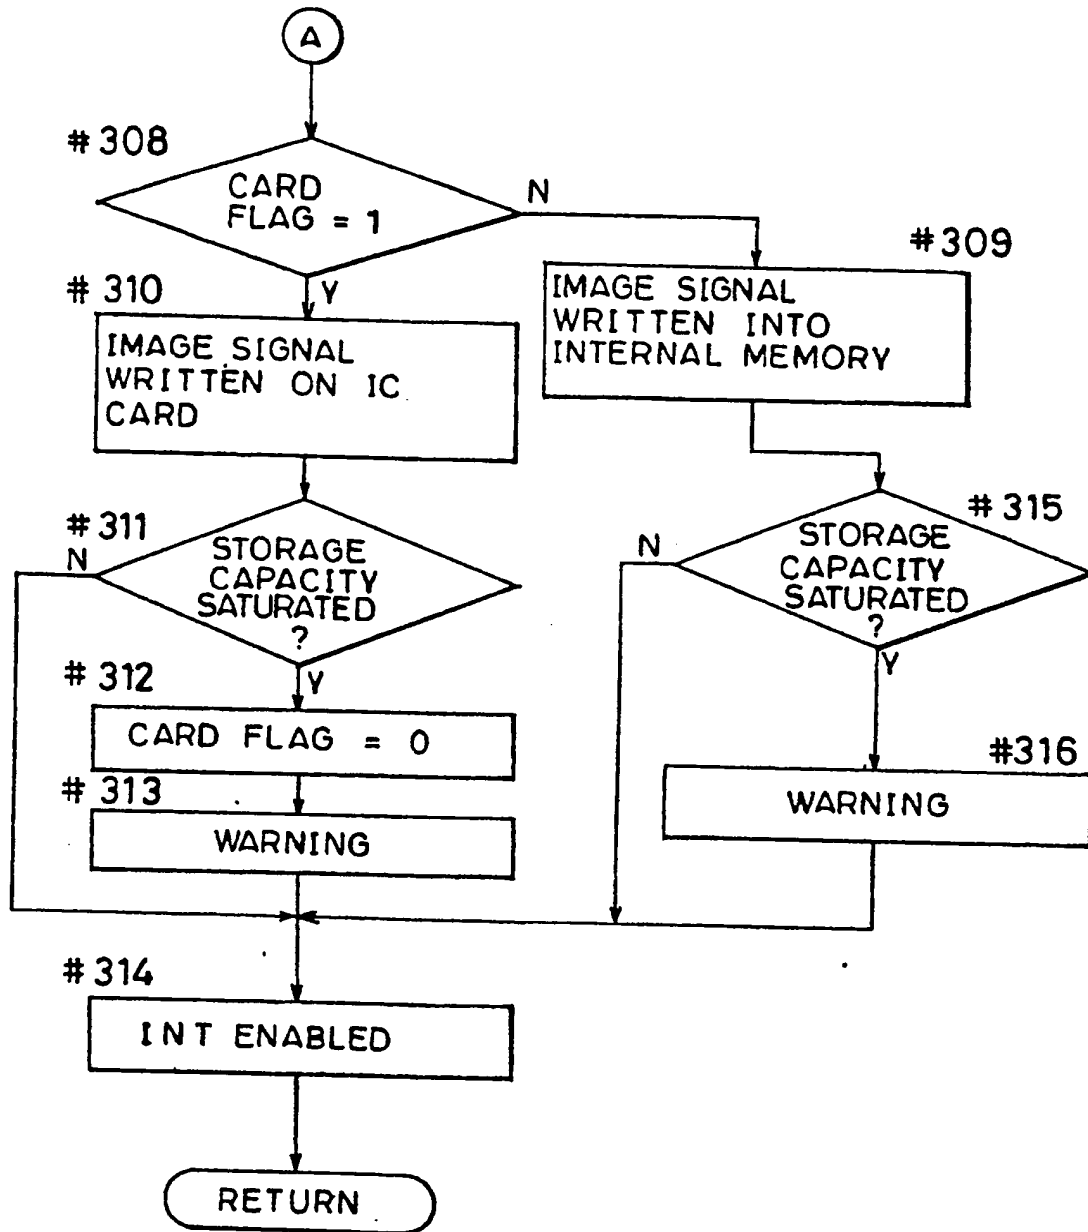 A
#308
CARD
FLAG = 1
N
Y
#309
IMAGE SIGNAL
WRITTEN INTO
INTERNAL MEMORY
#310
IMAGE SIGNAL
WRITTEN ON IC
CARD
#311
N
STORAGE
CAPACITY
SATURATED
?
Y
#315
N
STORAGE
CAPACITY
SATURATED
?
Y
#312
CARD FLAG = 0
#313
WARNING
#316
WARNING
#314
INT ENABLED
RETURN